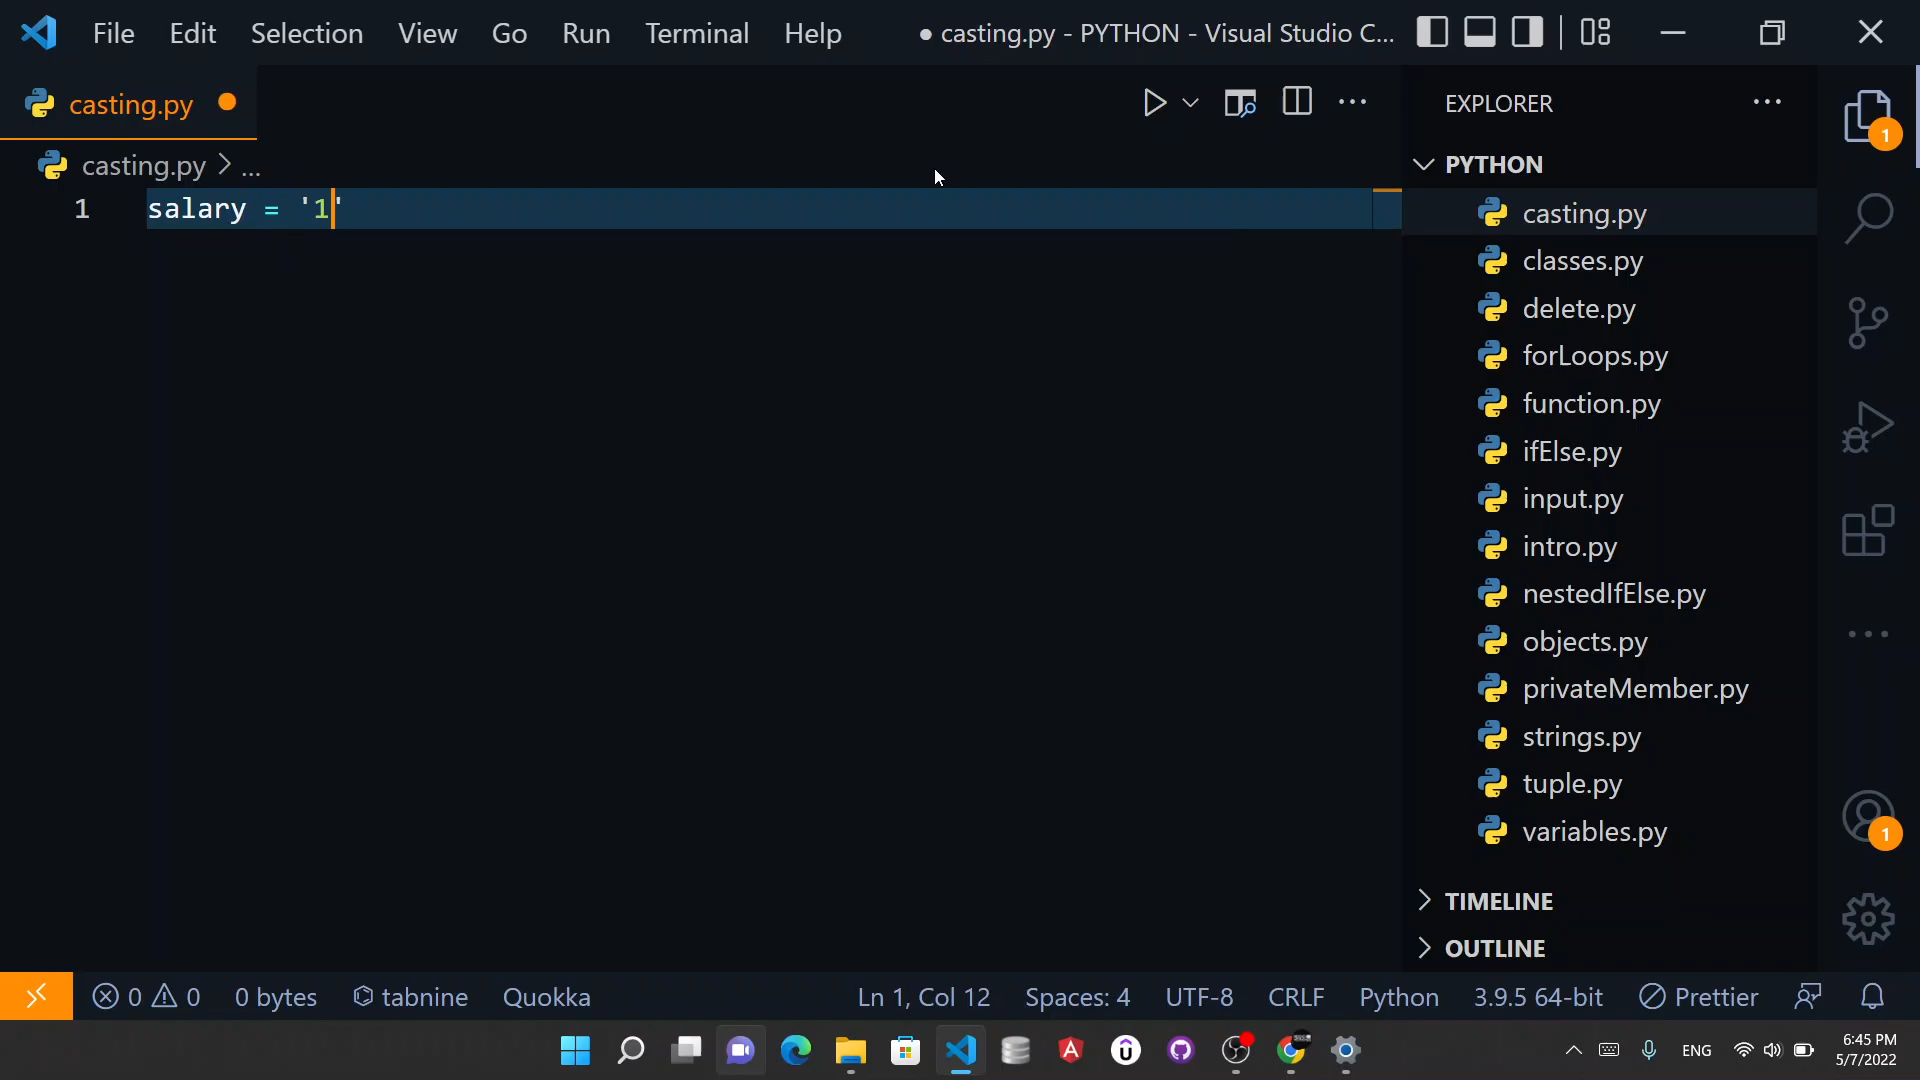 File Edit Selection View Go Run Terminal Help ● casting.py - PYTHON - Visual Studio C...
casting.py
casting.py > ...
1 salary = '1'
EXPLORER
PYTHON
casting.py
classes.py
delete.py
forLoops.py
function.py
ifElse.py
input.py
intro.py
nestedIfElse.py
objects.py
privateMember.py
strings.py
tuple.py
variables.py
TIMELINE
OUTLINE
1
1
0 0 0 bytes tabnine Quokka Ln 1, Col 12 Spaces: 4 UTF-8 CRLF Python 3.9.5 64-bit Prettier
ENG 6:45 PM
5/7/2022